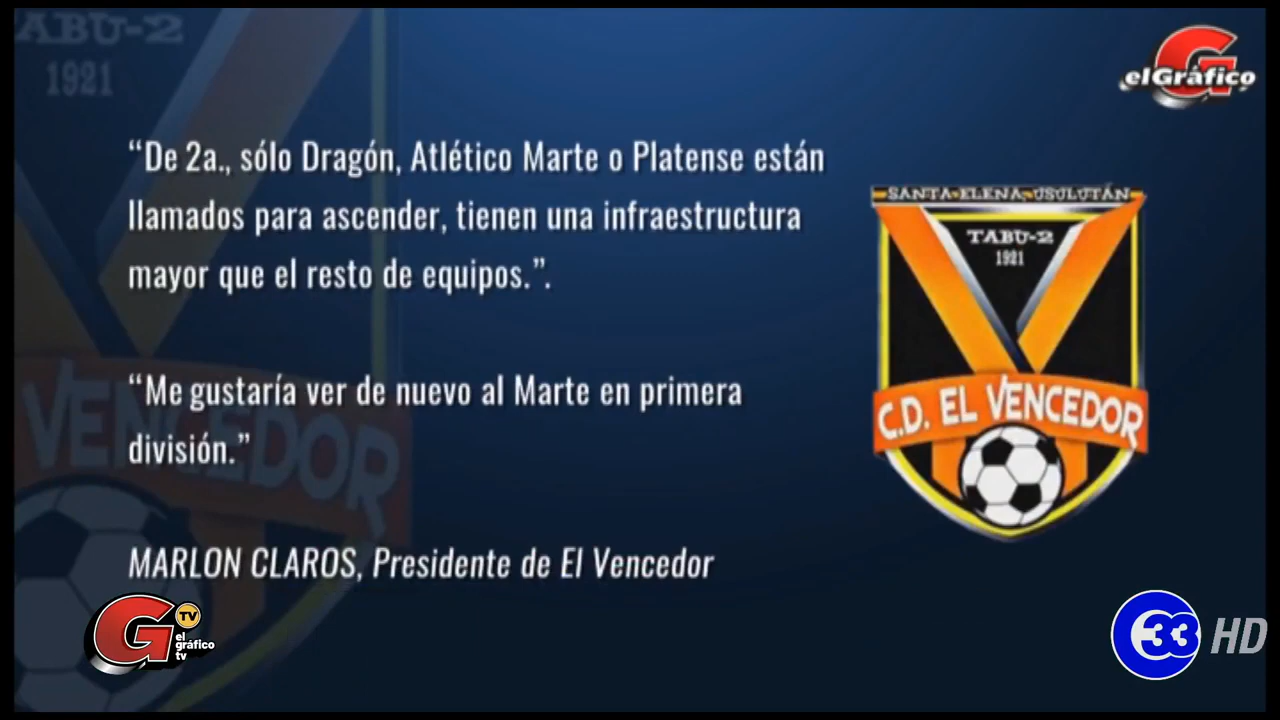 TABU-2
1921
elGráfico
“De 2a., sólo Dragón, Atlético Marte o Platense están
llamados para ascender, tienen una infraestructura
mayor que el resto de equipos.”.
“Me gustaría ver de nuevo al Marte en primera
división.”
MARLON CLAROS, Presidente de El Vencedor
SANTA ELENA, USULUTÁN
TABU-2
1921
C.D. EL VENCEDOR
VENCEDOR
G TV
el
gráfico
tv
33 HD